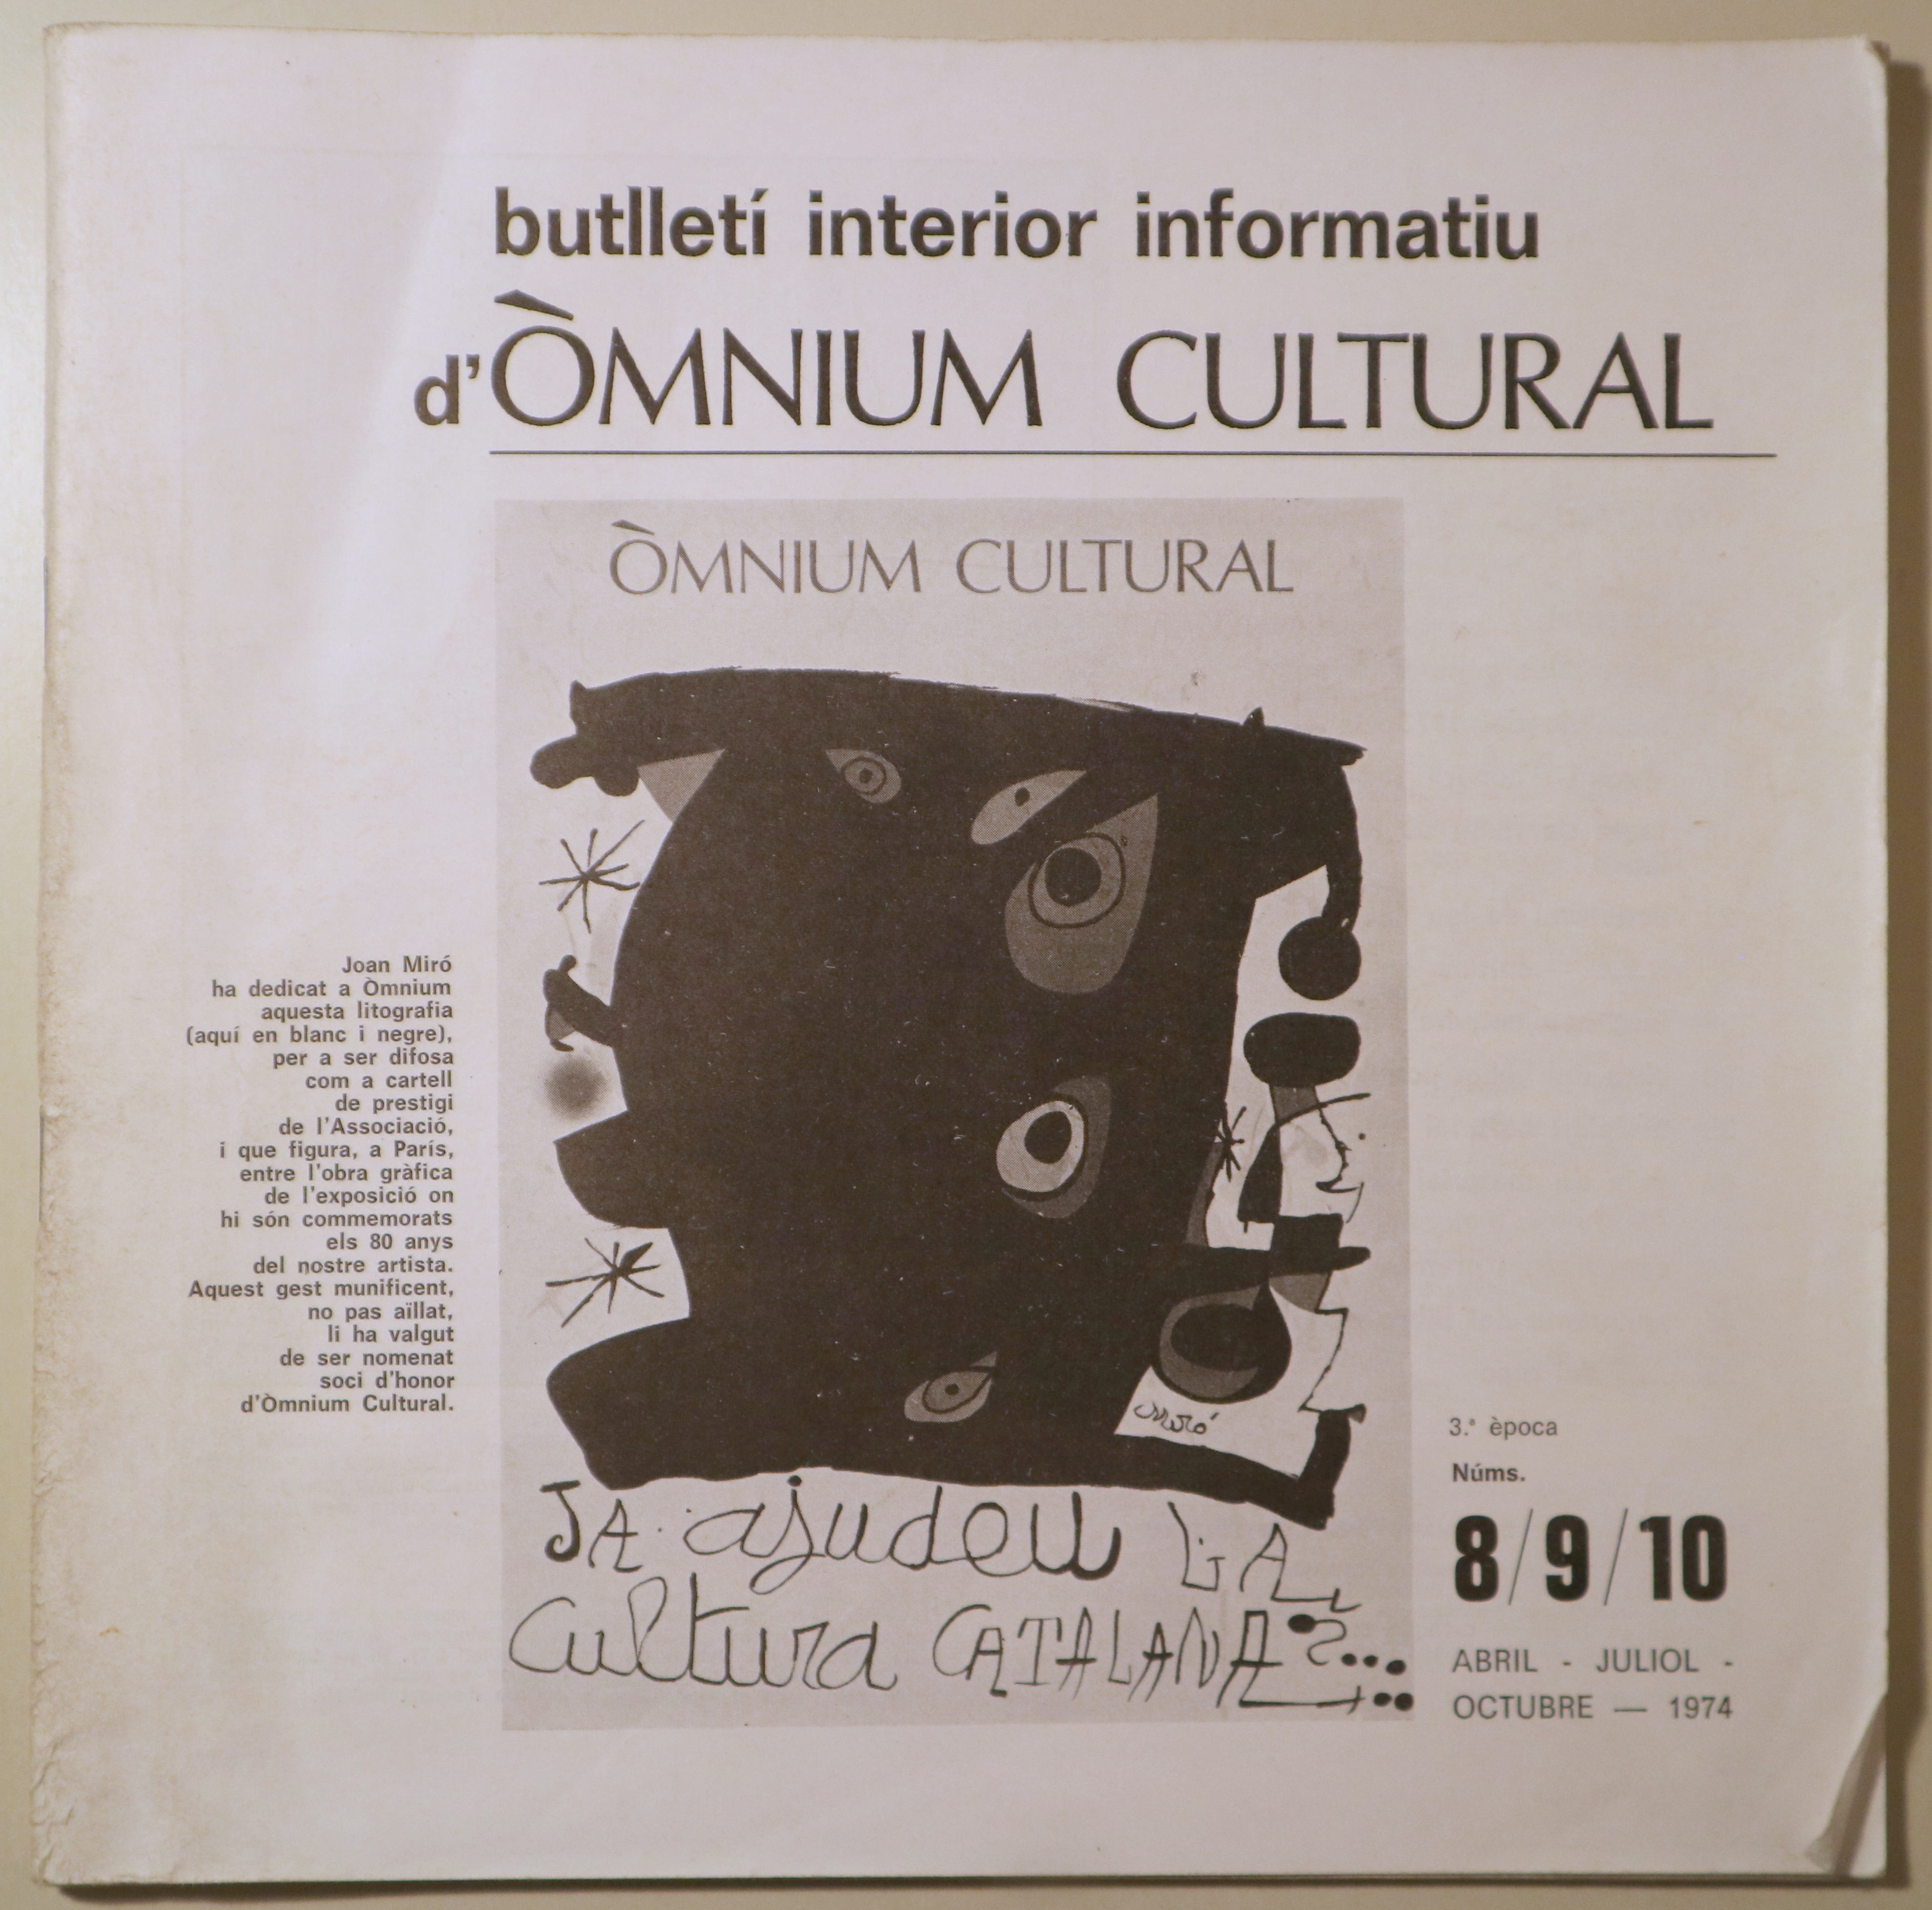 butlletí interior informatiu
d'ÒMNIUM CULTURAL
ÒMNIUM CULTURAL
Joan Miró
ha dedicat a Òmnium
aquesta litografia
(aquí en blanc i negre),
per a ser difosa
com a cartell
de prestigi
de l'Associació,
i que figura, a París,
entre l'obra gràfica
de l'exposició on
hi són commemorats
els 80 anys
del nostre artista.
Aquest gest munificent,
no pas aïllat,
li ha valgut
de ser nomenat
soci d'honor
d'Òmnium Cultural.
Miró
JA ajudeu LA
Cultura CATALANA?...
3.ª època
Núms.
8/9/10
ABRIL - JULIOL -
OCTUBRE — 1974